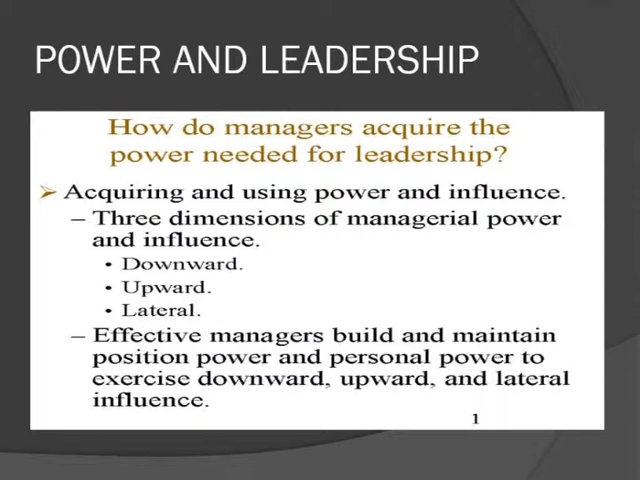 POWER AND LEADERSHIP
How do managers acquire the
power needed for leadership?
➢ Acquiring and using power and influence.
– Three dimensions of managerial power
and influence.
• Downward.
• Upward.
• Lateral.
– Effective managers build and maintain
position power and personal power to
exercise downward, upward, and lateral
influence.
1